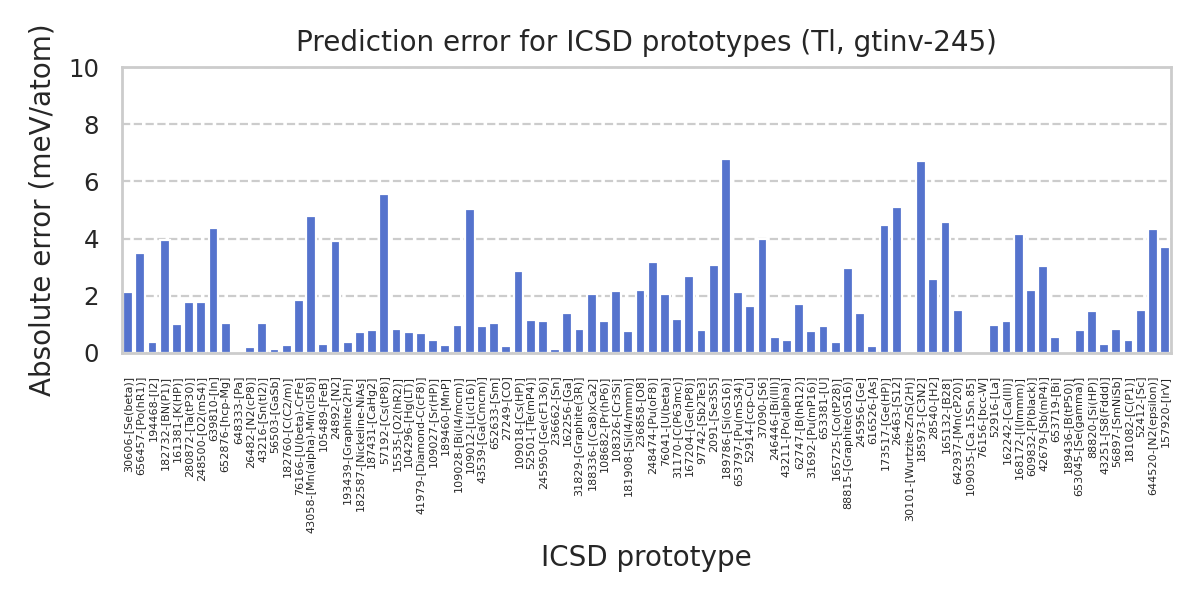 Prediction error for ICSD prototypes (Tl, gtinv-245)
Absolute error (meV/atom)
10
8
6
4
2
0
306066-[Se(beta)]
656457-[Po(hR1)]
194468-[I2]
182732-[BN(P1)]
16381-[K(HP)]
280872-[Ta(tP30)]
248500-[O2(mS4)]
639810-[In]
652876-[hcp-Mg]
648333-[Pa]
26482-[N2(cP8)]
43216-[Sn(tI2)]
56503-[GaSb]
182760-[C(C2/m)]
76166-[U(beta)-CrFe]
43058-[Mn(alpha)-Mn(cI58)]
105489-[FeB]
24892-[N2]
193439-[Graphite(2H)]
182587-[Nickeline-NiAs]
187431-[CaHg2]
57192-[Cs(tP8)]
15535-[O2(hR2)]
104296-[Hg(LT)]
41979-[Diamond-C(cF8)]
109027-[Sr(HP)]
189460-[MnP]
109028-[Bi(I4/mcm)]
109012-[Li(cI16)]
43539-[Ga(Cmcm)]
652633-[Sm]
27249-[CO]
109018-[Cs(HP)]
52501-[Te(mP4)]
245950-[Ge(cF136)]
236662-[Sn]
162256-[Ga]
31829-[Graphite(3R)]
188336-[(Ca8)xCa2]
108682-[Pr(hP6)]
108326-[Cr3Si]
181908-[Si(I4/mmm)]
236858-[O8]
248474-[Pu(oF8)]
76041-[U(beta)]
31170-[C(P63mc)]
167204-[Ge(hP8)]
97742-[Sb2Te3]
2091-[Se3S5]
189786-[Si(oS16)]
653797-[Pu(mS34)]
52914-[ccp-Cu]
37090-[S6]
246446-[Bi(III)]
43211-[Po(alpha)]
62747-[B(hR12)]
31692-[Pu(mP16)]
653381-[U]
165725-[Co(tP28)]
88815-[Graphite(oS16)]
245956-[Ge]
616526-[As]
173517-[Ge(HP)]
26463-[S12]
30101-[Wurtzite-ZnS(2H)]
185973-[C3N2]
28540-[H2]
165132-[B28]
642937-[Mn(cP20)]
109035-[Ca.15Sn.85]
76156-[bcc-W]
52916-[La]
162242-[Ca(III)]
168172-[I(Immm)]
609832-[P(black)]
42679-[Sb(mP4)]
653719-[Bi]
189436-[B(tP50)]
653045-[Se(gamma)]
88820-[Si(HP)]
43251-[S8(Fddd)]
56897-[SmNiSb]
181082-[C(P1)]
52412-[Sc]
644520-[N2(epsilon)]
157920-[IrV]
ICSD prototype